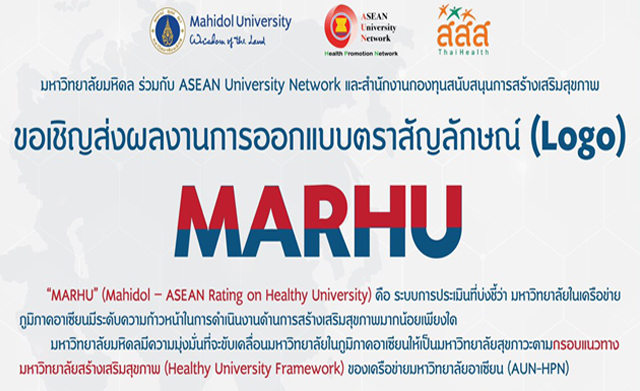 Mahidol University
Wisdom of the Land
ASEAN
University
Network
Health Promotion Network
สสส
ThaiHealth
มหาวิทยาลัยมหิดล ร่วมกับ ASEAN University Network และสำนักงานกองทุนสนับสนุนการสร้างเสริมสุขภาพ
ขอเชิญส่งผลงานการออกแบบตราสัญลักษณ์ (Logo)
MARHU
“MARHU” (Mahidol – ASEAN Rating on Healthy University) คือ ระบบการประเมินที่บ่งชี้ว่า มหาวิทยาลัยในเครือข่าย
ภูมิภาคอาเซียนมีระดับความก้าวหน้าในการดำเนินงานด้านการสร้างเสริมสุขภาพมากน้อยเพียงใด
มหาวิทยาลัยมหิดลมีความมุ่งมั่นที่จะขับเคลื่อนมหาวิทยาลัยในภูมิภาคอาเซียนให้เป็นมหาวิทยาลัยสุขภาวะตามกรอบแนวทาง
มหาวิทยาลัยสร้างเสริมสุขภาพ (Healthy University Framework) ของเครือข่ายมหาวิทยาลัยอาเซียน (AUN-HPN)